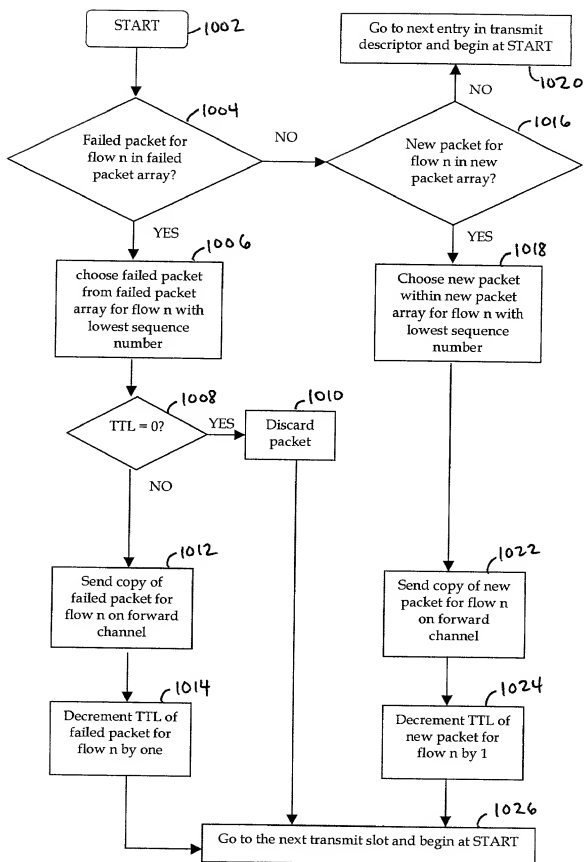 START
1002
Go to next entry in transmit
descriptor and begin at START
1020
NO
1004
Failed packet for
flow n in failed
packet array?
NO
1016
New packet for
flow n in new
packet array?
YES
1006
choose failed packet
from failed packet
array for flow n with
lowest sequence
number
YES
1018
Choose new packet
within new packet
array for flow n with
lowest sequence
number
1008
TTL = 0?
YES
1010
Discard
packet
NO
1012
Send copy of
failed packet for
flow n on forward
channel
1022
Send copy of new
packet for flow n
on forward
channel
1014
Decrement TTL of
failed packet for
flow n by one
1024
Decrement TTL of
new packet for
flow n by 1
1026
Go to the next transmit slot and begin at START